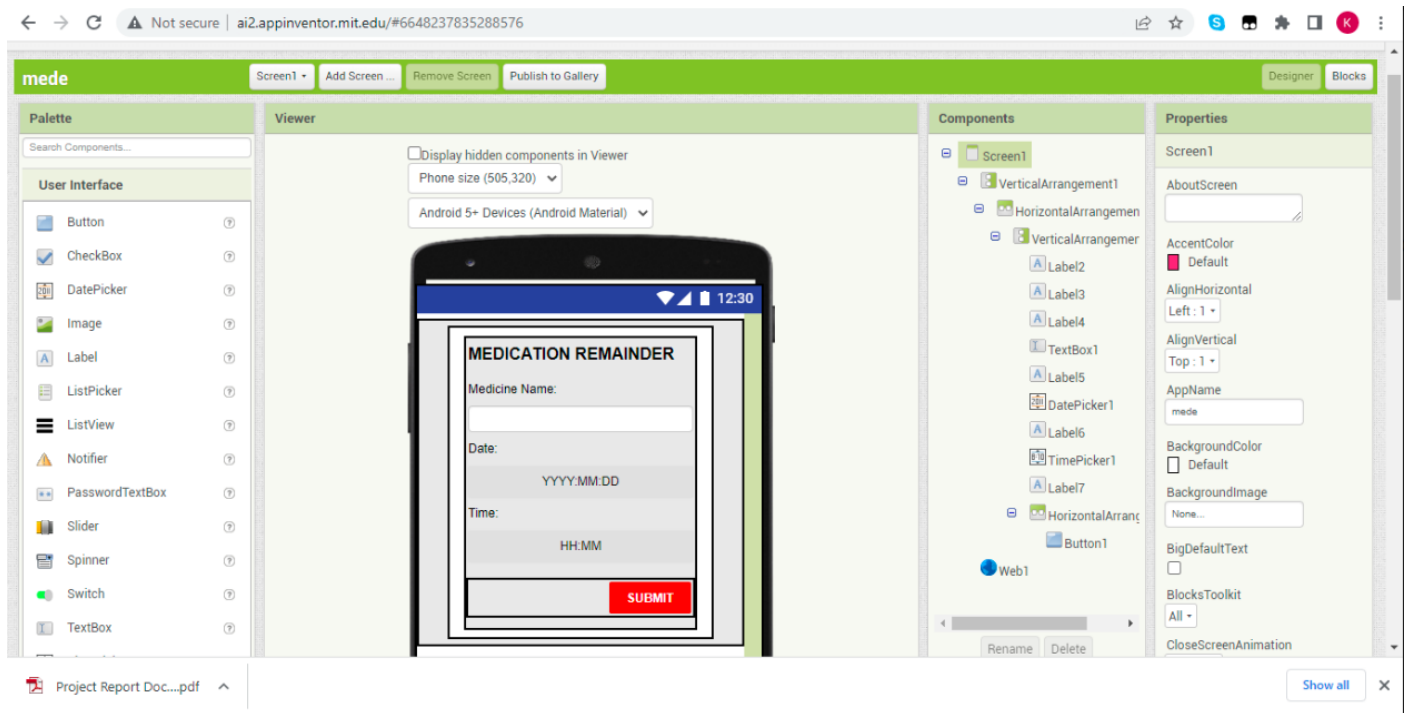 Not secure ai2.appinventor.mit.edu/#6648237835288576
K
mede
Screen1
Add Screen ...
Remove Screen
Publish to Gallery
Designer
Blocks
Palette
Search Components...
User Interface
Button
CheckBox
DatePicker
Image
Label
ListPicker
ListView
Notifier
PasswordTextBox
Slider
Spinner
Switch
TextBox
Viewer
Display hidden components in Viewer
Phone size (505,320)
Android 5+ Devices (Android Material)
12:30
MEDICATION REMAINDER
Medicine Name:
Date:
YYYY:MM:DD
Time:
HH:MM
SUBMIT
Components
Screen1
VerticalArrangement1
HorizontalArrangemen
VerticalArrangemer
Label2
Label3
Label4
TextBox1
Label5
DatePicker1
Label6
TimePicker1
Label7
HorizontalArrang
Button1
Web1
Rename
Delete
Properties
Screen1
AboutScreen
AccentColor
Default
AlignHorizontal
Left : 1
AlignVertical
Top : 1
AppName
mede
BackgroundColor
Default
BackgroundImage
None...
BigDefaultText
BlocksToolkit
All
CloseScreenAnimation
Project Report Doc....pdf
Show all